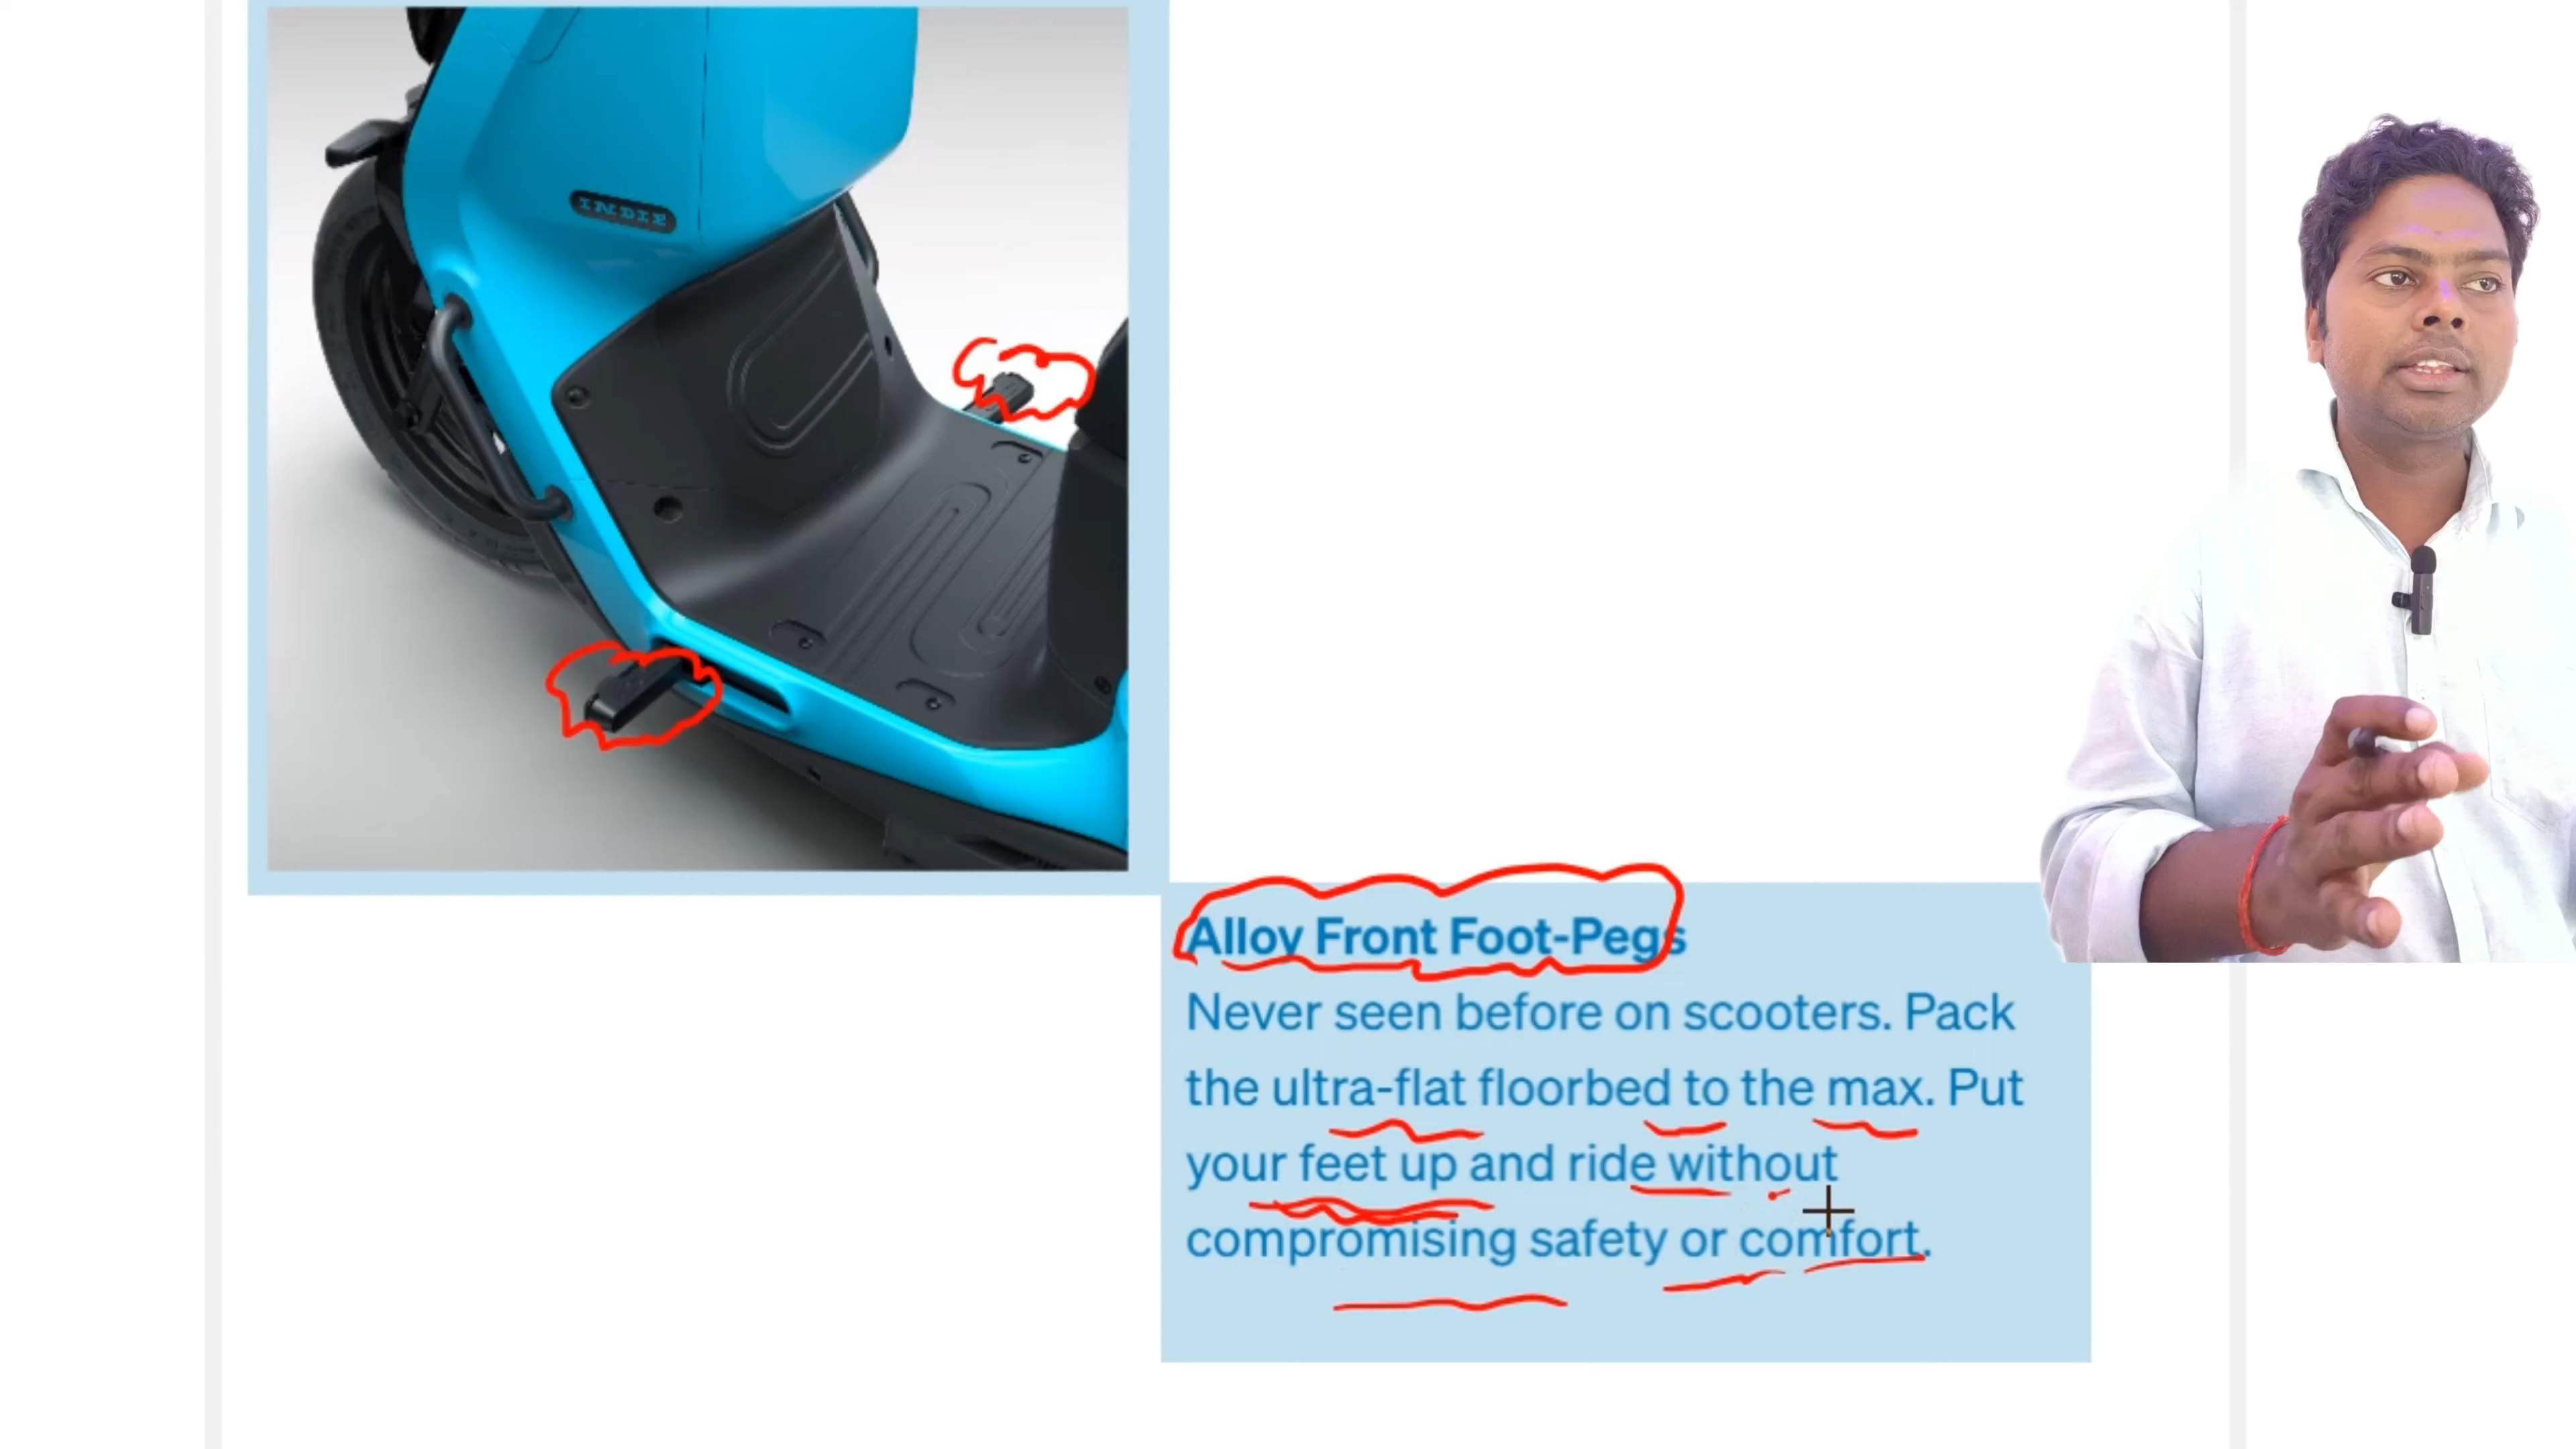 INDIE
Alloy Front Foot-Pegs
Never seen before on scooters. Pack
the ultra-flat floorbed to the max. Put
your feet up and ride without
compromising safety or comfort.